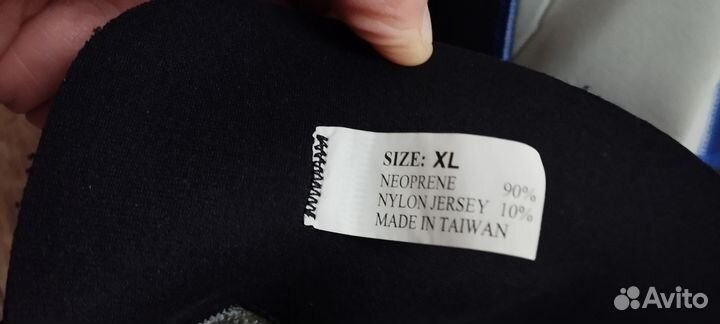 SIZE: XL
NEOPRENE 90%
NYLON JERSEY 10%
MADE IN TAIWAN
Avito